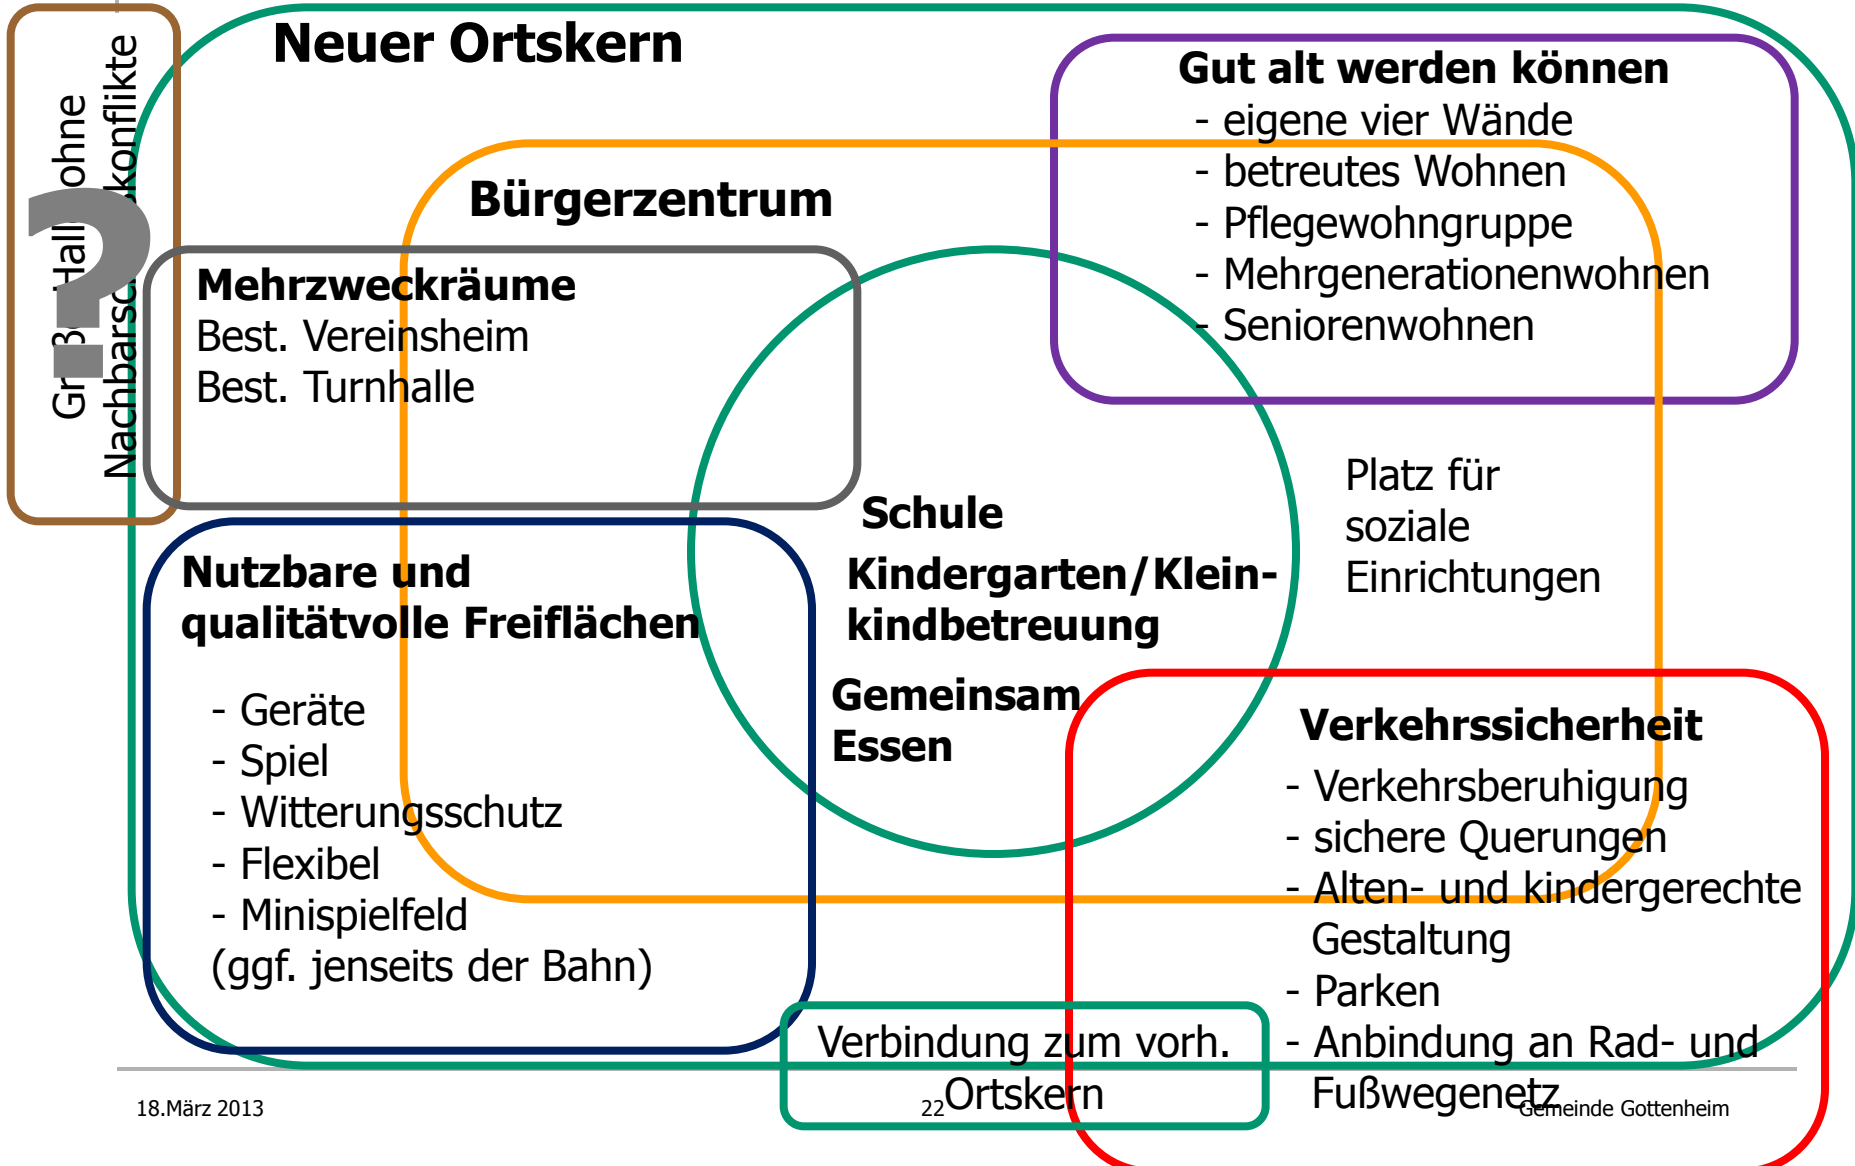 Neuer Ortskern
Gut alt werden können
- eigene vier Wände
- betreutes Wohnen
- Pflegewohngruppe
- Mehrgenerationenwohnen
- Seniorenwohnen
ohne
?
Bürgerzentrum
Mehrzweckräume
Best. Vereinsheim
Best. Turnhalle
Platz für
soziale
Einrichtungen
Schule
Kindergarten/Klein-
kindbetreuung
Gemeinsam
Essen
Nutzbare und
qualitätvolle Freiflächen
- Geräte
- Spiel
- Witterungsschutz
- Flexibel
- Minispielfeld
(ggf. jenseits der Bahn)
Verkehrssicherheit
- Verkehrsberuhigung
- sichere Querungen
- Alten- und kindergerechte
Gestaltung
- Parken
- Anbindung an Rad- und
Fußwegenetz
Verbindung zum vorh.
Ortskern
18.März 2013
22
Gemeinde Gottenheim